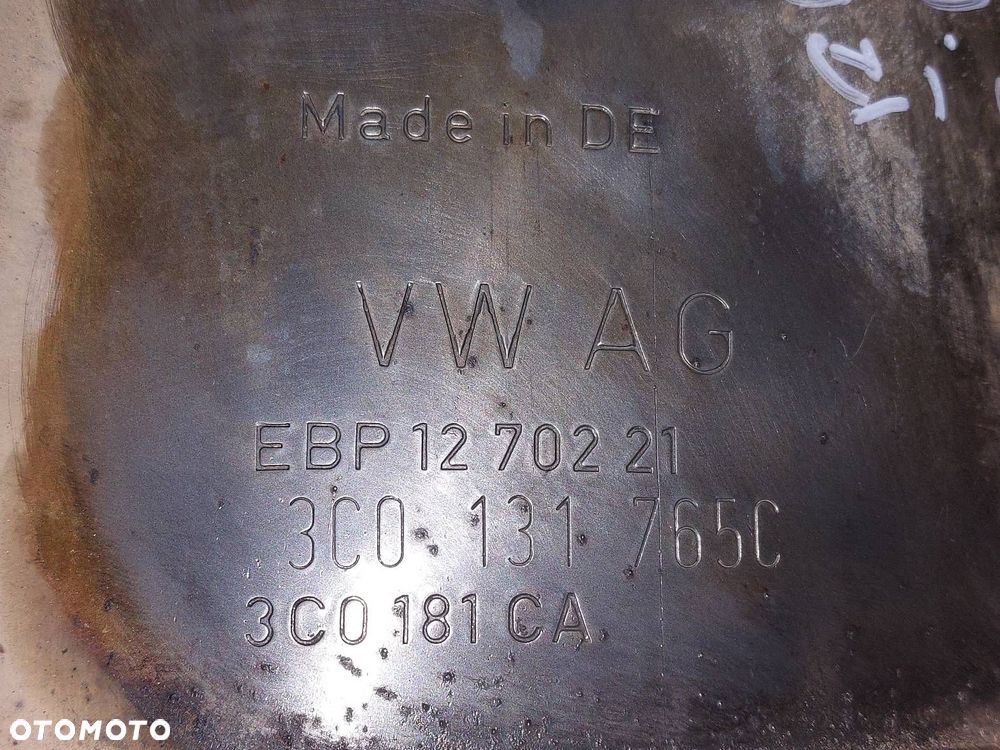 Made in DE
VW AG
EBP 12 702 21
3C0 131 765C
3C0 181 CA
OTOMOTO